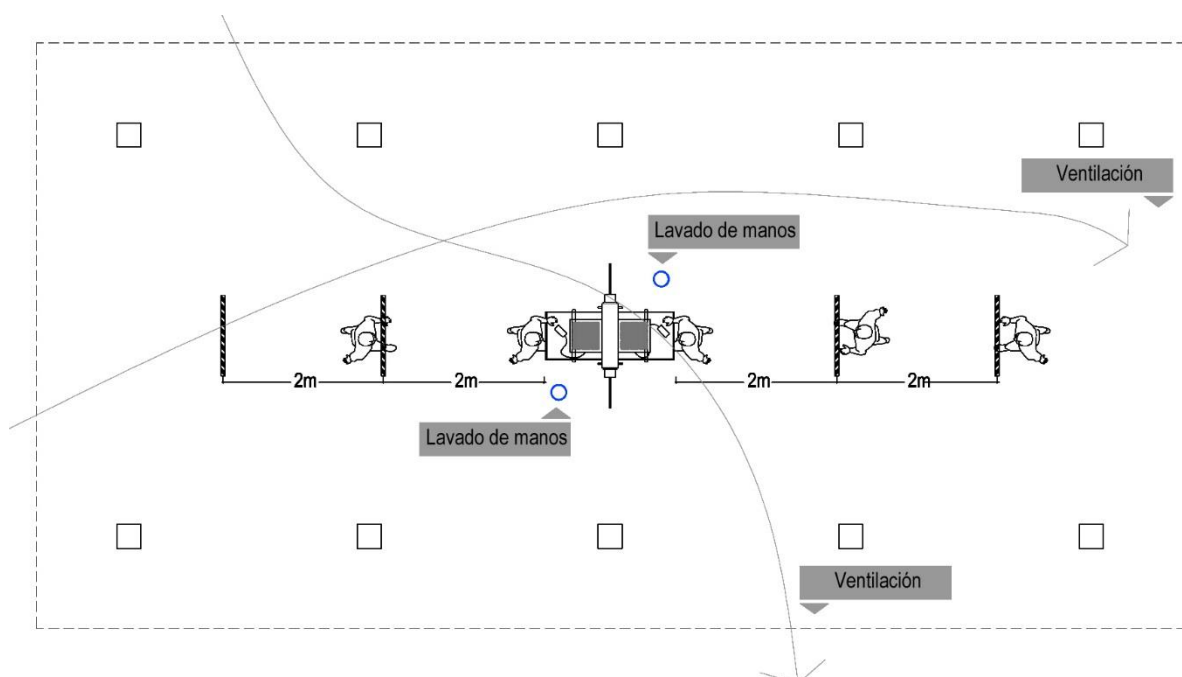 Ventilación
Lavado de manos
2m
2m
2m
2m
Lavado de manos
Ventilación